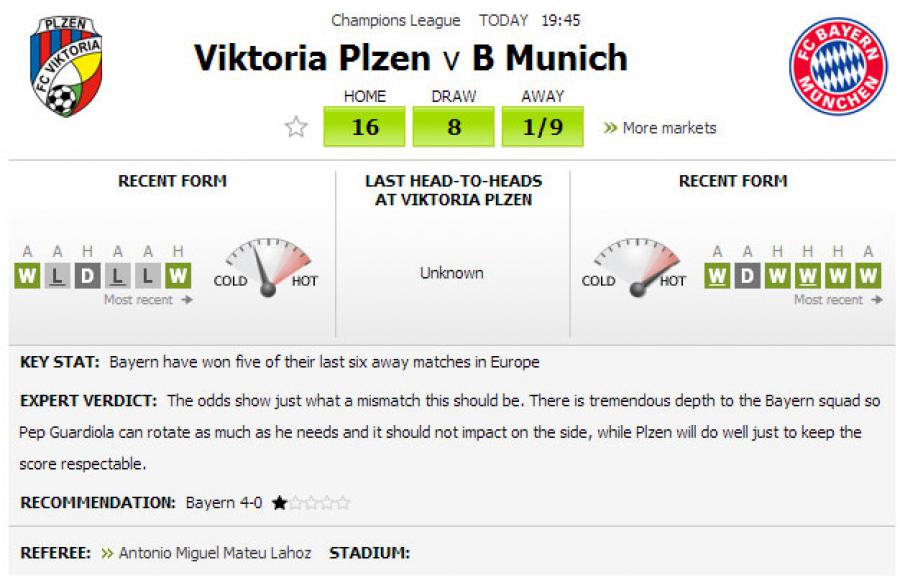 PLZEN
FC VIKTORIA
Champions League TODAY 19:45
FC BAYERN
MÜNCHEN
Viktoria Plzen v B Munich
HOME DRAW AWAY
16 8 1/9 » More markets
RECENT FORM
LAST HEAD-TO-HEADS
AT VIKTORIA PLZEN
RECENT FORM
A A H A A H
W L D L L W
Most recent →
COLD HOT
Unknown
COLD HOT
A A H H H A
W D W W W W
Most recent →
KEY STAT: Bayern have won five of their last six away matches in Europe
EXPERT VERDICT: The odds show just what a mismatch this should be. There is tremendous depth to the Bayern squad so
Pep Guardiola can rotate as much as he needs and it should not impact on the side, while Plzen will do well just to keep the
score respectable.
RECOMMENDATION: Bayern 4-0 ★☆☆☆☆
REFEREE: » Antonio Miguel Mateu Lahoz STADIUM: